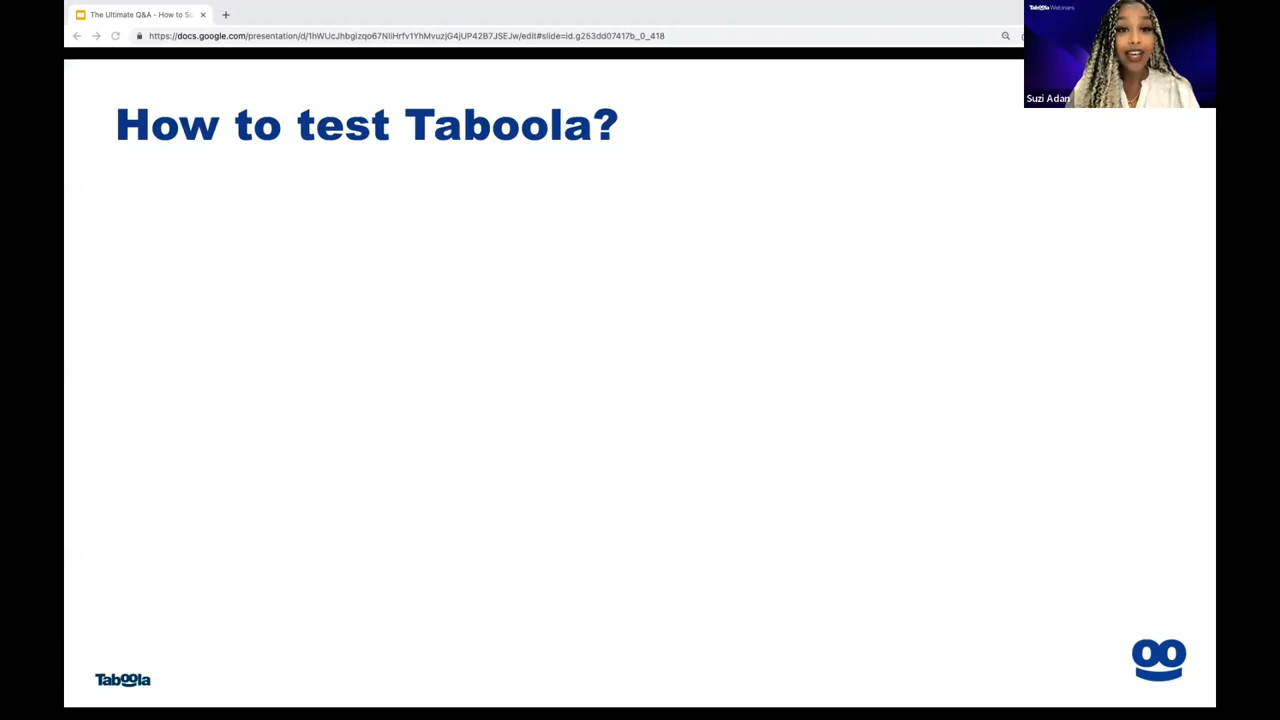 The Ultimate Q&A - How to Sc
https://docs.google.com/presentation/d/1hWUcJhbgizqo67NIiHrfv1YhMvuzjG4jUP42B7JSEJw/edit#slide=id.g253dd07417b_0_418
Taboola Webinars
Suzi Adan
How to test Taboola?
Taboola